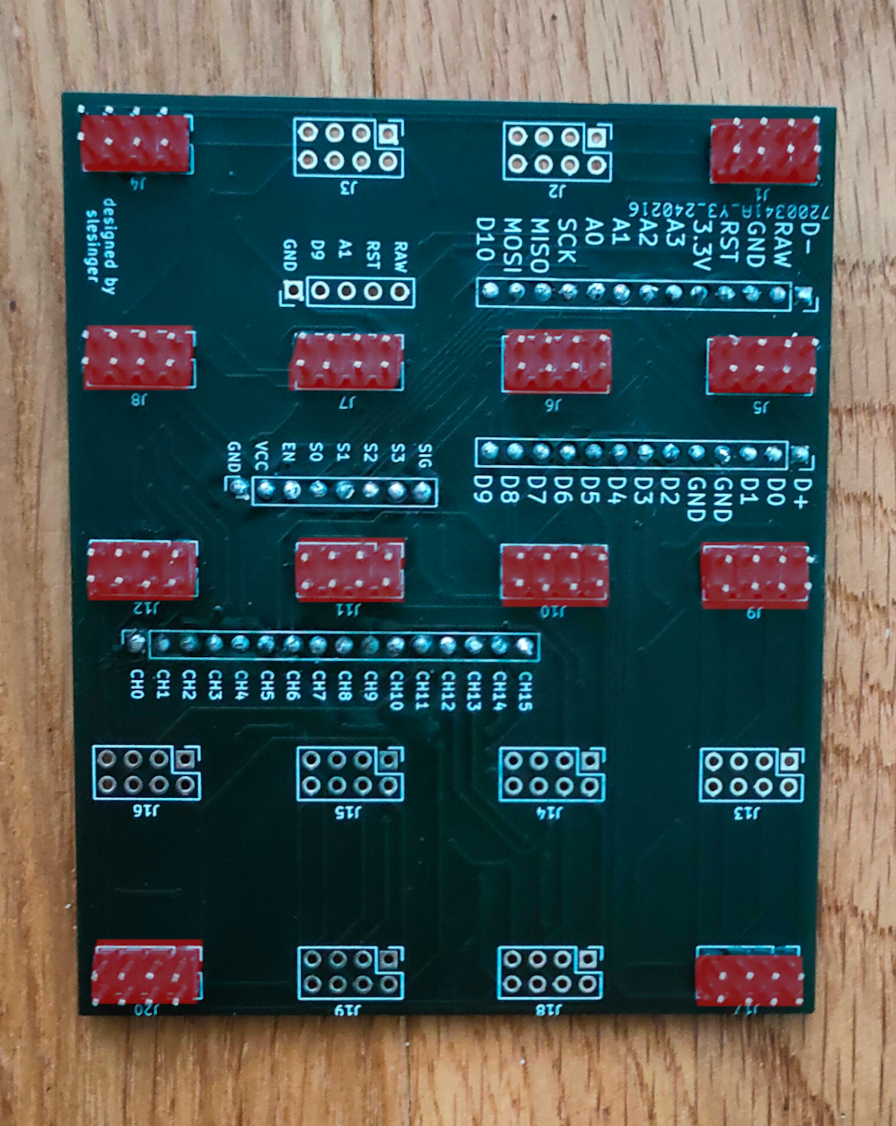 J4
J3
J2
J1
7200341A_Y3_240216
designed by
slesinger
GND
D9
A1
RST
RAW
D10
MOSI
MISO
SCK
A0
A1
A2
A3
3.3V
RST
GND
RAW
D-
J8
J7
J6
J5
GND
VCC
EN
S0
S1
S2
S3
SIG
D9
D8
D7
D6
D5
D4
D3
D2
GND
GND
D1
D0
D+
J12
J11
J10
J9
CH0
CH1
CH2
CH3
CH4
CH5
CH6
CH7
CH8
CH9
CH10
CH11
CH12
CH13
CH14
CH15
J16
J15
J14
J13
J20
J19
J18
J17